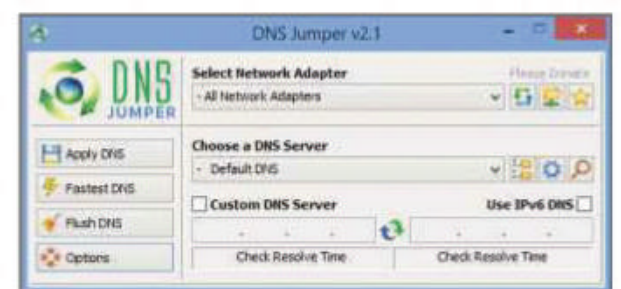 DNS Jumper v2.1
DNS
JUMPER
Select Network Adapter
Please Donate
- All Network Adapters
Apply DNS
Fastest DNS
Flush DNS
Options
Choose a DNS Server
- Default DNS
Custom DNS Server
Use IPv6 DNS
Check Resolve Time
Check Resolve Time